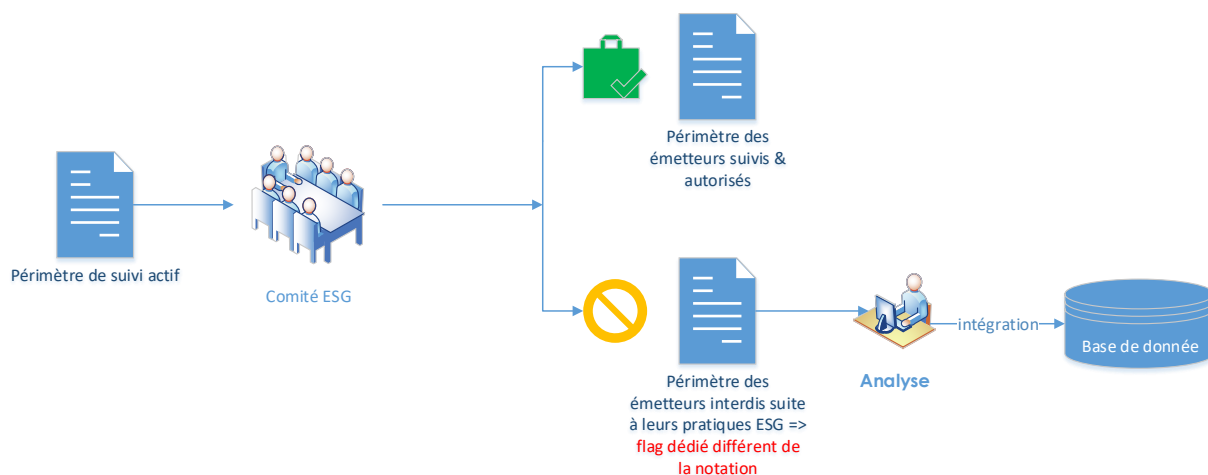 Périmètre des
émetteurs suivis &
autorisés
Périmètre de suivi actif
Comité ESG
intégration
Base de donnée
Analyse
Périmètre des
émetteurs interdis suite
à leurs pratiques ESG =>
flag dédié différent de
la notation